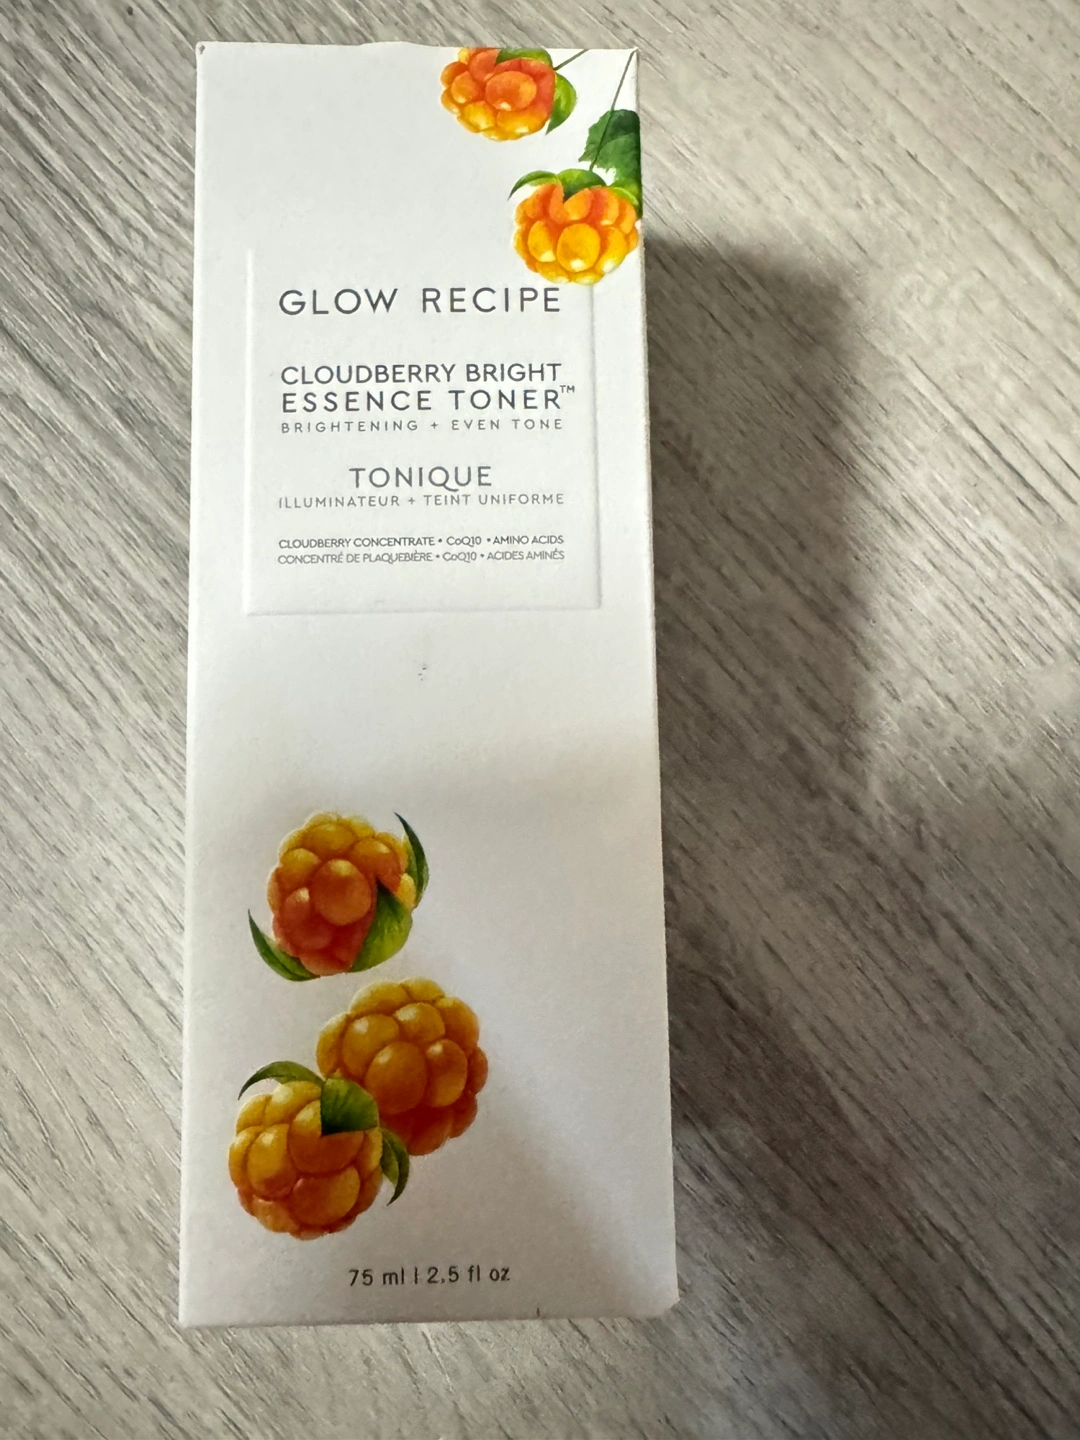 GLOW RECIPE
CLOUDBERRY BRIGHT
ESSENCE TONER™
BRIGHTENING + EVEN TONE
TONIQUE
ILLUMINATEUR + TEINT UNIFORME
CLOUDBERRY CONCENTRATE • CoQ10 • AMINO ACIDS
CONCENTRÉ DE PLAQUEBIÈRE • CoQ10 • ACIDES AMINÉS
75 ml | 2.5 fl oz